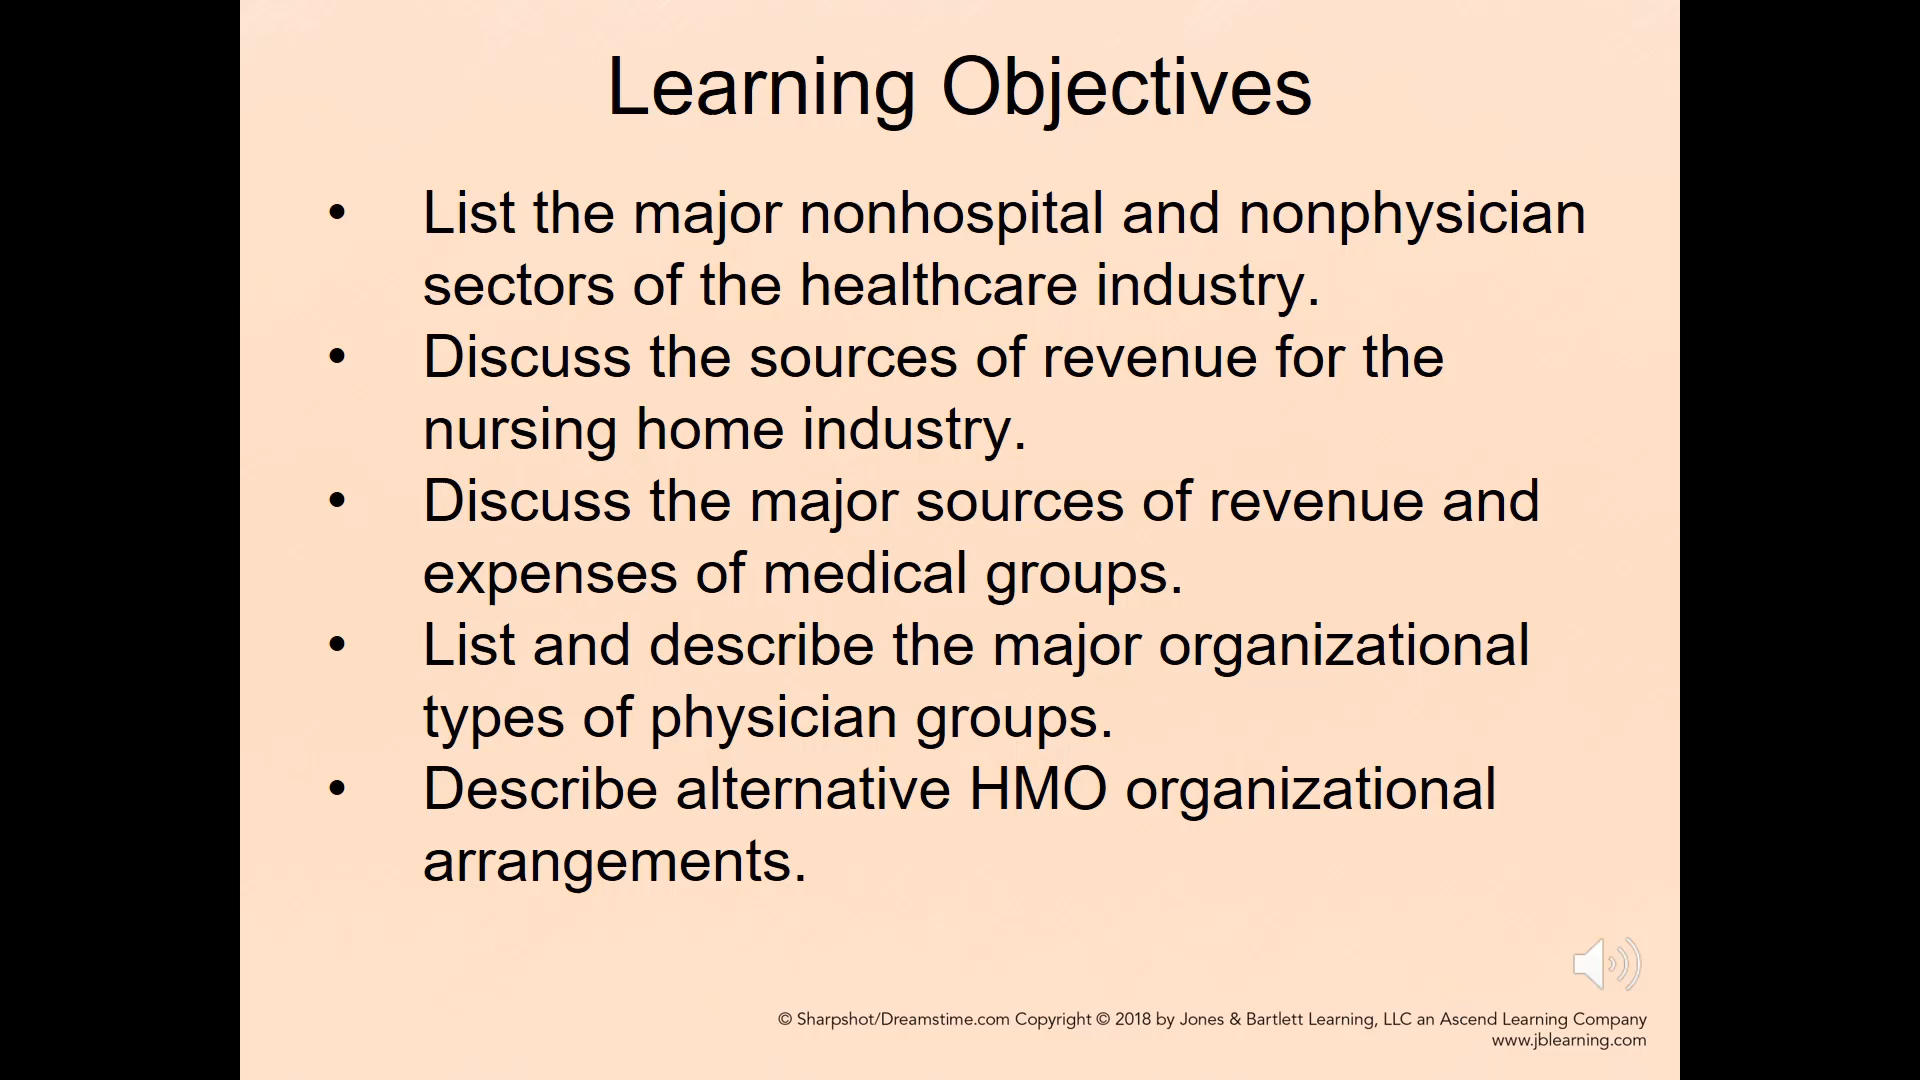 Learning Objectives
• List the major nonhospital and nonphysician
sectors of the healthcare industry.
• Discuss the sources of revenue for the
nursing home industry.
• Discuss the major sources of revenue and
expenses of medical groups.
• List and describe the major organizational
types of physician groups.
• Describe alternative HMO organizational
arrangements.
© Sharpshot/Dreamstime.com Copyright © 2018 by Jones & Bartlett Learning, LLC an Ascend Learning Company
www.jblearning.com